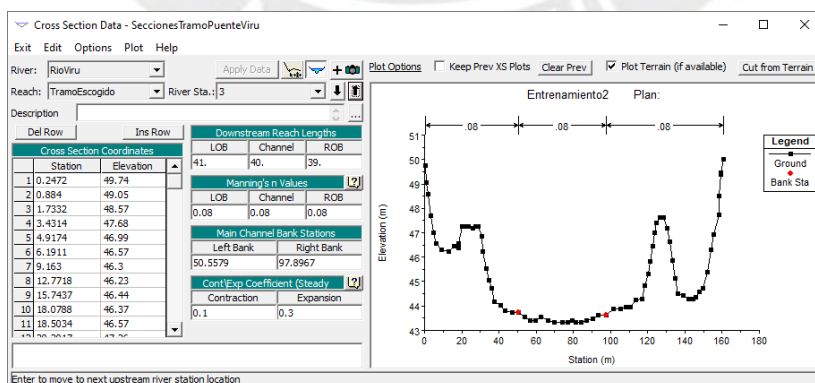 Cross Section Data - SeccionesTramoPuenteViru
Exit Edit Options Plot Help
River: RioViru Apply Data
Reach: TramoEscogido River Sta.: 3
Description ...
Del Row Ins Row
Cross Section Coordinates
Station Elevation
1 0.2472 49.74
2 0.884 49.05
3 1.7332 48.57
4 3.4314 47.68
5 4.9174 46.99
6 6.1911 46.57
7 9.163 46.3
8 12.7718 46.23
9 15.7437 46.44
10 18.0788 46.37
11 18.5034 46.57
Downstream Reach Lengths
LOB Channel ROB
41. 40. 39.
Manning's n Values
LOB Channel ROB
0.08 0.08 0.08
Main Channel Bank Stations
Left Bank Right Bank
50.5579 97.8967
Cont\Exp Coefficient (Steady
Contraction Expansion
0.1 0.3
Enter to move to next upstream river station location
Plot Options Keep Prev XS Plots Clear Prev Plot Terrain (if available) Cut from Terrain
Entrenamiento2 Plan:
.08 .08 .08
51
50
49
48
47
46
45
44
43
Elevation (m)
0 20 40 60 80 100 120 140 160 180
Station (m)
Legend
Ground
Bank Sta